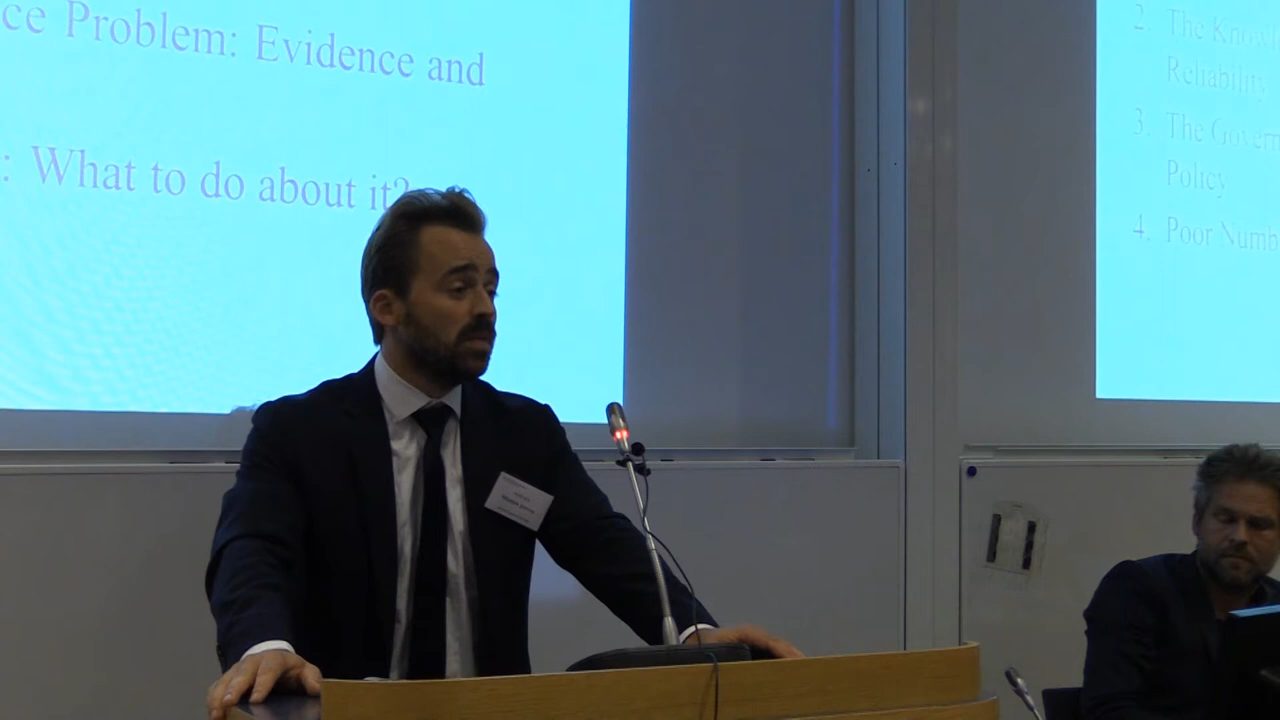 ce Problem: Evidence and
: What to do about it?
2. The Knowl
Reliability
3. The Govern
Policy
4. Poor Numb